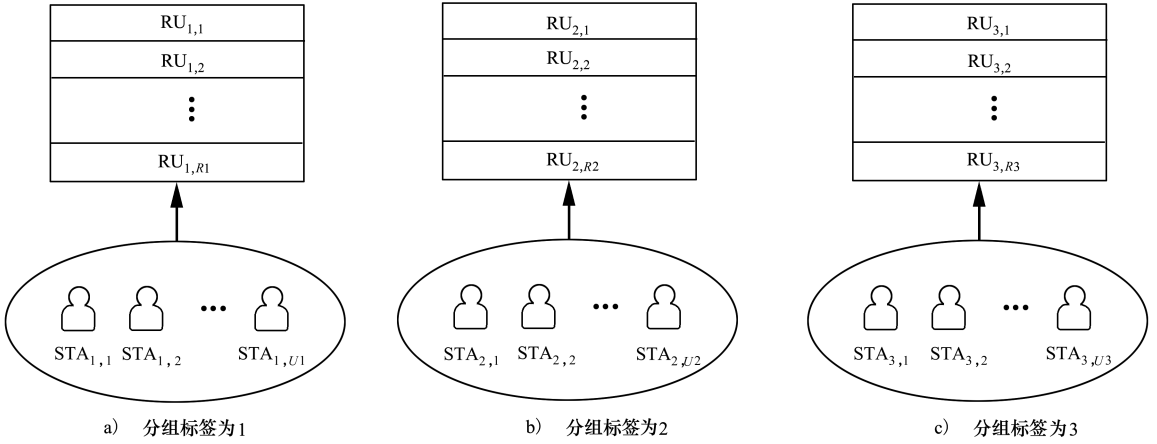 RU1,1
RU1,2
RU1,R1
STA1,1 STA1,2 STA1,U1
a) 分组标签为1
RU2,1
RU2,2
RU2,R2
STA2,1 STA2,2 STA2,U2
b) 分组标签为2
RU3,1
RU3,2
RU3,R3
STA3,1 STA3,2 STA3,U3
c) 分组标签为3